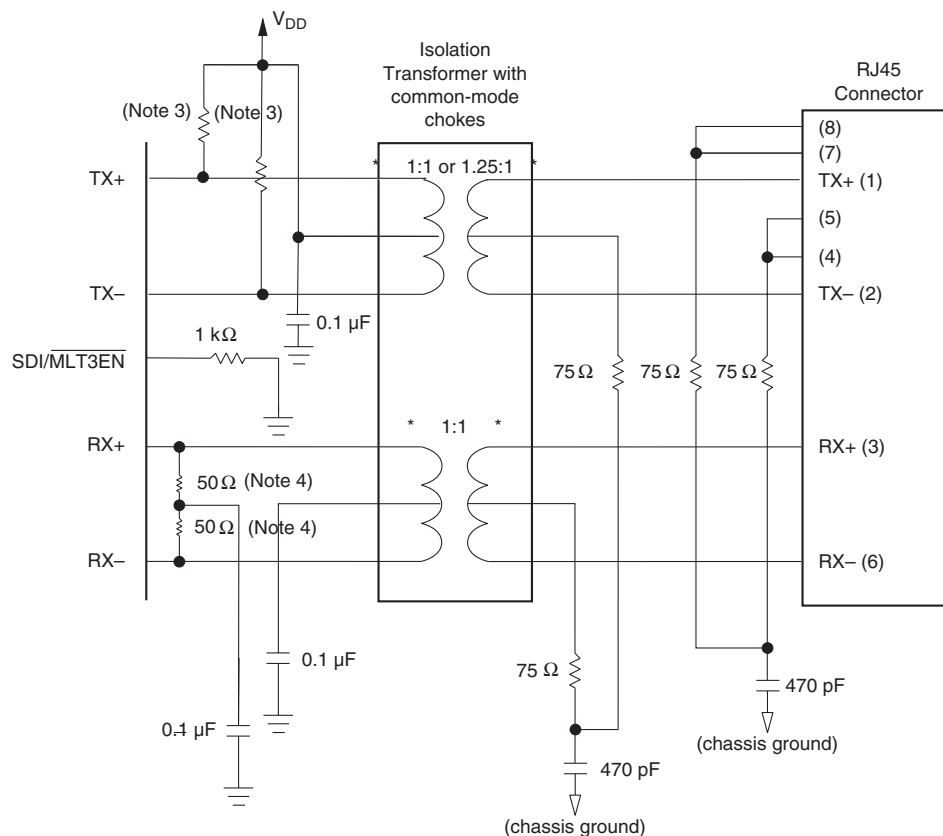 V_DD
Isolation
Transformer with
common-mode
chokes
RJ45
Connector
(Note 3)
(Note 3)
(8)
(7)
* 1:1 or 1.25:1 *
TX+
TX+ (1)
(5)
(4)
TX–
TX– (2)
0.1 µF
1 kΩ
SDI/M̅L̅T̅3̅E̅N̅
75 Ω
75 Ω
75 Ω
* 1:1 *
RX+
RX+ (3)
50 Ω (Note 4)
50 Ω (Note 4)
RX–
RX– (6)
0.1 µF
75 Ω
470 pF
0.1 µF
(chassis ground)
470 pF
(chassis ground)